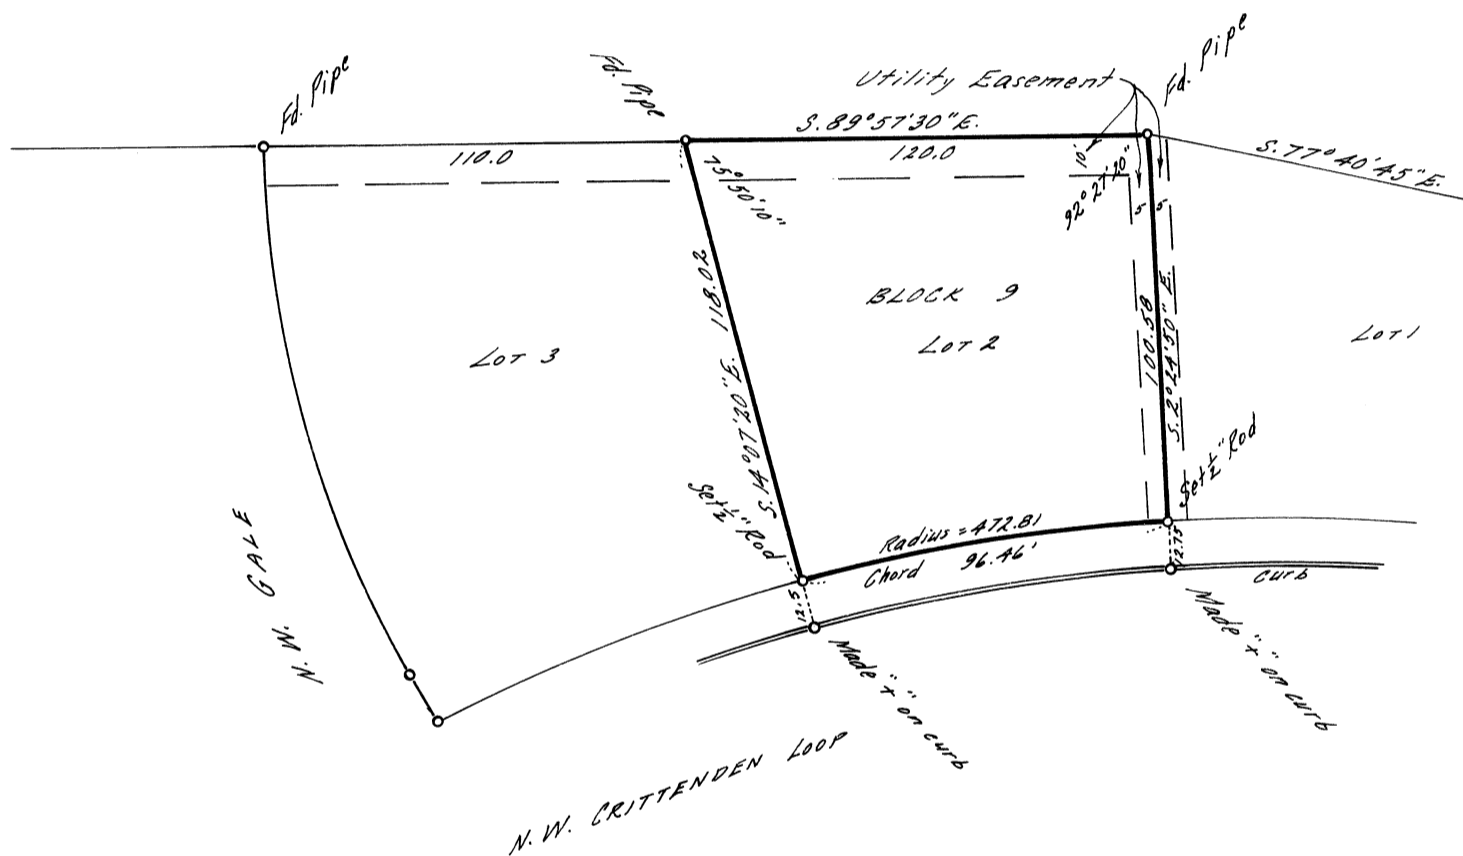 Fd. Pipe
Fd. Pipe
Utility Easement
Fd. Pipe
S. 89° 57' 30" E.
110.0
120.0
S. 77° 40' 45" E.
75° 50' 10"
10'
92° 27' 20"
5
5
118.02
S. 14° 07' 20" E.
BLOCK 9
LOT 2
LOT 3
LOT 1
100.58
S. 2° 24' 50" E.
Set ½" Rod
Set ½" Rod
Radius = 472.81
Chord 96.46'
12.5
12.75
curb
Made "x" on curb
Made "x" on curb
N.W. GALE
N.W. CRITTENDEN LOOP